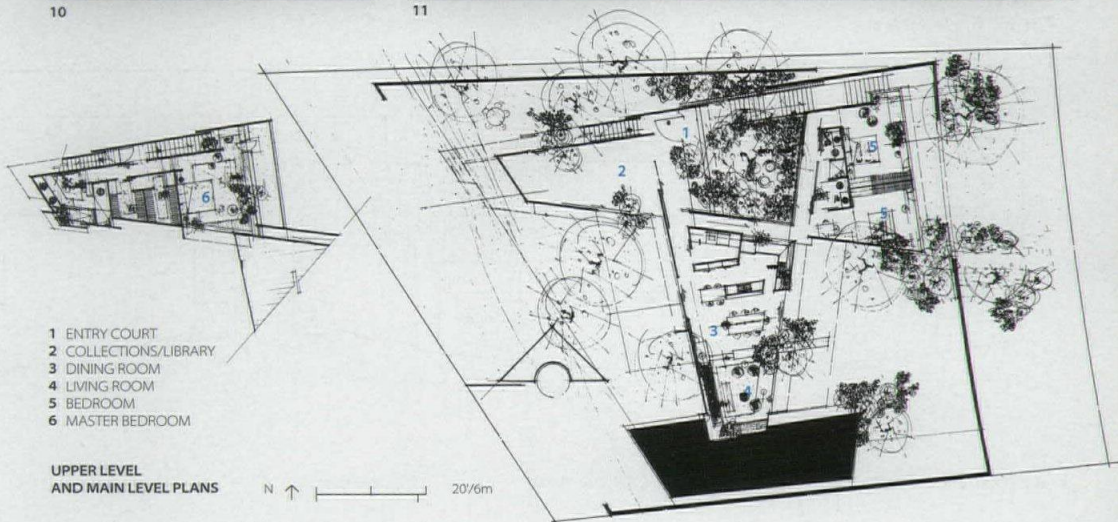 10
11
1
2
3
4
5
5
6
1 ENTRY COURT
2 COLLECTIONS/LIBRARY
3 DINING ROOM
4 LIVING ROOM
5 BEDROOM
6 MASTER BEDROOM
UPPER LEVEL
AND MAIN LEVEL PLANS
N
20'/6m